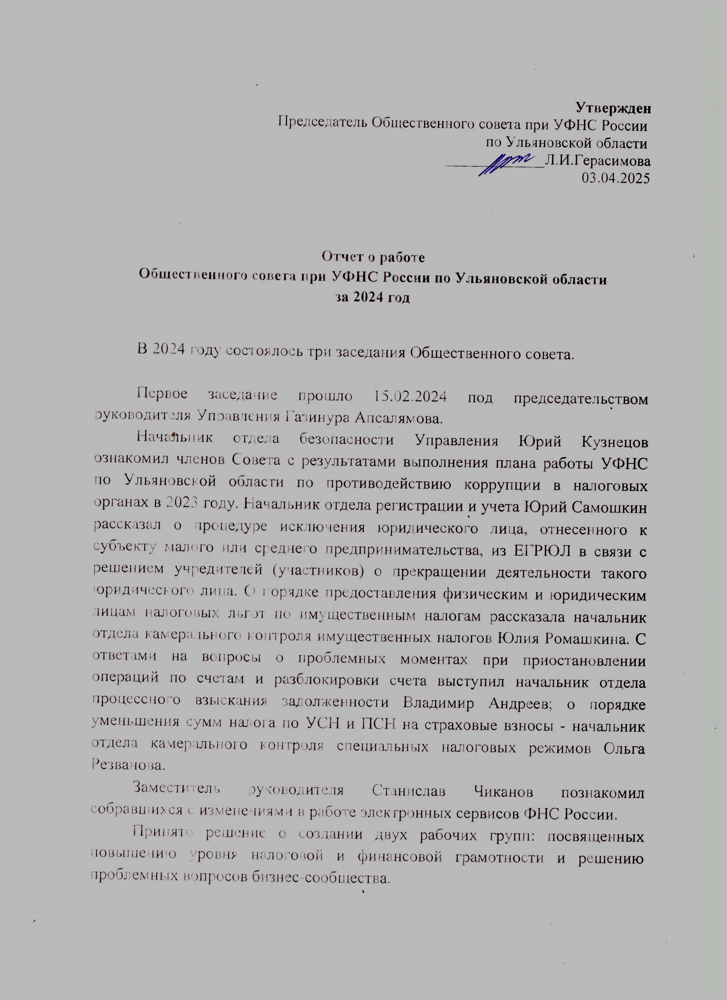 Утвержден
Председатель Общественного совета при УФНС России
по Ульяновской области
Л.И.Герасимова
03.04.2025
Отчет о работе
Общественного совета при УФНС России по Ульяновской области
за 2024 год
В 2024 году состоялось три заседания Общественного совета.
Первое заседание прошло 15.02.2024 под председательством
руководителя Управления Газинура Апсалямова.
Начальник отдела безопасности Управления Юрий Кузнецов
ознакомил членов Совета с результатами выполнения плана работы УФНС
по Ульяновской области по противодействию коррупции в налоговых
органах в 2023 году. Начальник отдела регистрации и учета Юрий Самошкин
рассказал о процедуре исключения юридического лица, отнесенного к
субъекту малого или среднего предпринимательства, из ЕГРЮЛ в связи с
решением учредителей (участников) о прекращении деятельности такого
юридического лица. О порядке предоставления физическим и юридическим
лицам налоговых льгот по имущественным налогам рассказала начальник
отдела камерального контроля имущественных налогов Юлия Ромашкина. С
ответами на вопросы о проблемных моментах при приостановлении
операций по счетам и разблокировки счета выступил начальник отдела
процессного взыскания задолженности Владимир Андреев; о порядке
уменьшения сумм налога по УСН и ПСН на страховые взносы - начальник
отдела камерального контроля специальных налоговых режимов Ольга
Резванова.
Заместитель руководителя Станислав Чиканов познакомил
собравшихся с изменениями в работе электронных сервисов ФНС России.
Принято решение о создании двух рабочих групп: посвященных
повышению уровня налоговой и финансовой грамотности и решению
проблемных вопросов бизнес-сообщества.